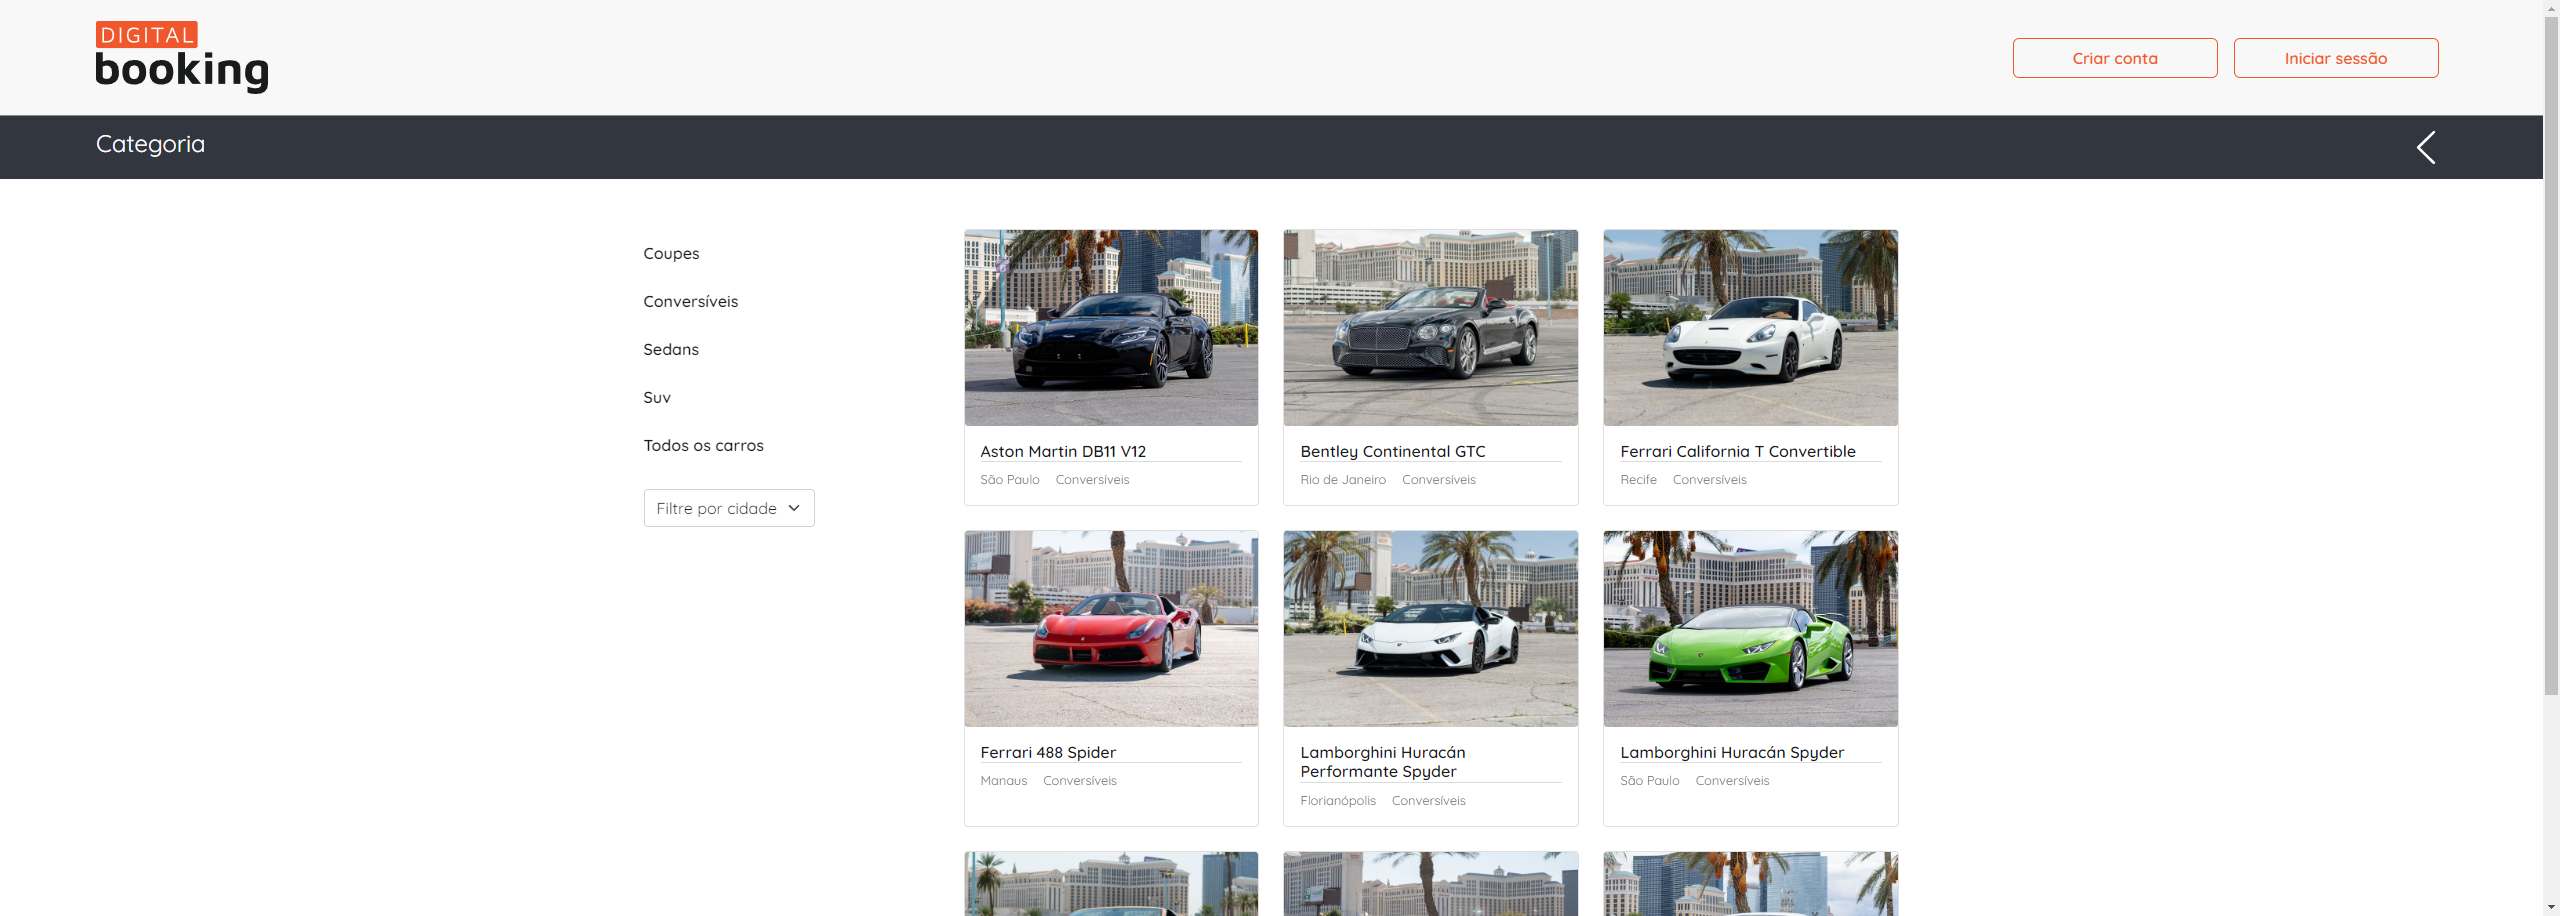 DIGITAL
booking
Criar conta
Iniciar sessão
Categoria
Coupes
Conversíveis
Sedans
Suv
Todos os carros
Filtre por cidade
Aston Martin DB11 V12
São Paulo Conversíveis
Bentley Continental GTC
Rio de Janeiro Conversíveis
Ferrari California T Convertible
Recife Conversíveis
Ferrari 488 Spider
Manaus Conversíveis
Lamborghini Huracán
Performante Spyder
Florianópolis Conversíveis
Lamborghini Huracán Spyder
São Paulo Conversíveis